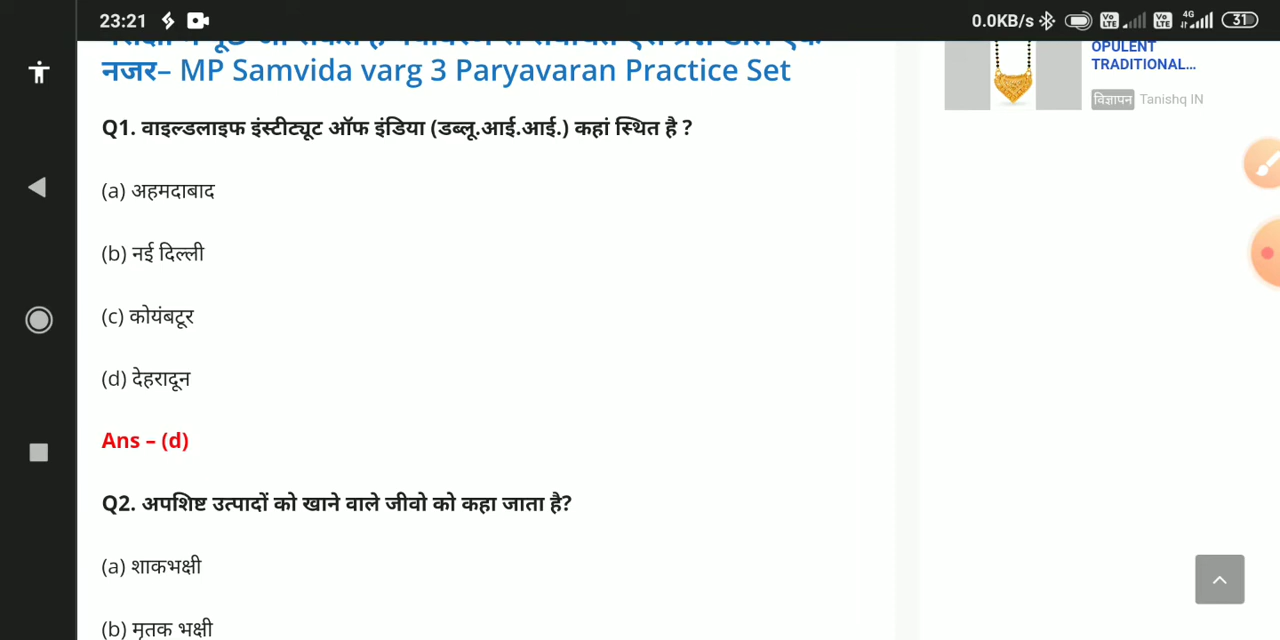 23:21
0.0KB/s
4G
31
नजर– MP Samvida varg 3 Paryavaran Practice Set
OPULENT
TRADITIONAL...
विज्ञापन Tanishq IN
Q1. वाइल्डलाइफ इंस्टीट्यूट ऑफ इंडिया (डब्लू.आई.आई.) कहां स्थित है ?
(a) अहमदाबाद
(b) नई दिल्ली
(c) कोयंबटूर
(d) देहरादून
Ans – (d)
Q2. अपशिष्ट उत्पादों को खाने वाले जीवो को कहा जाता है?
(a) शाकभक्षी
(b) मृतक भक्षी